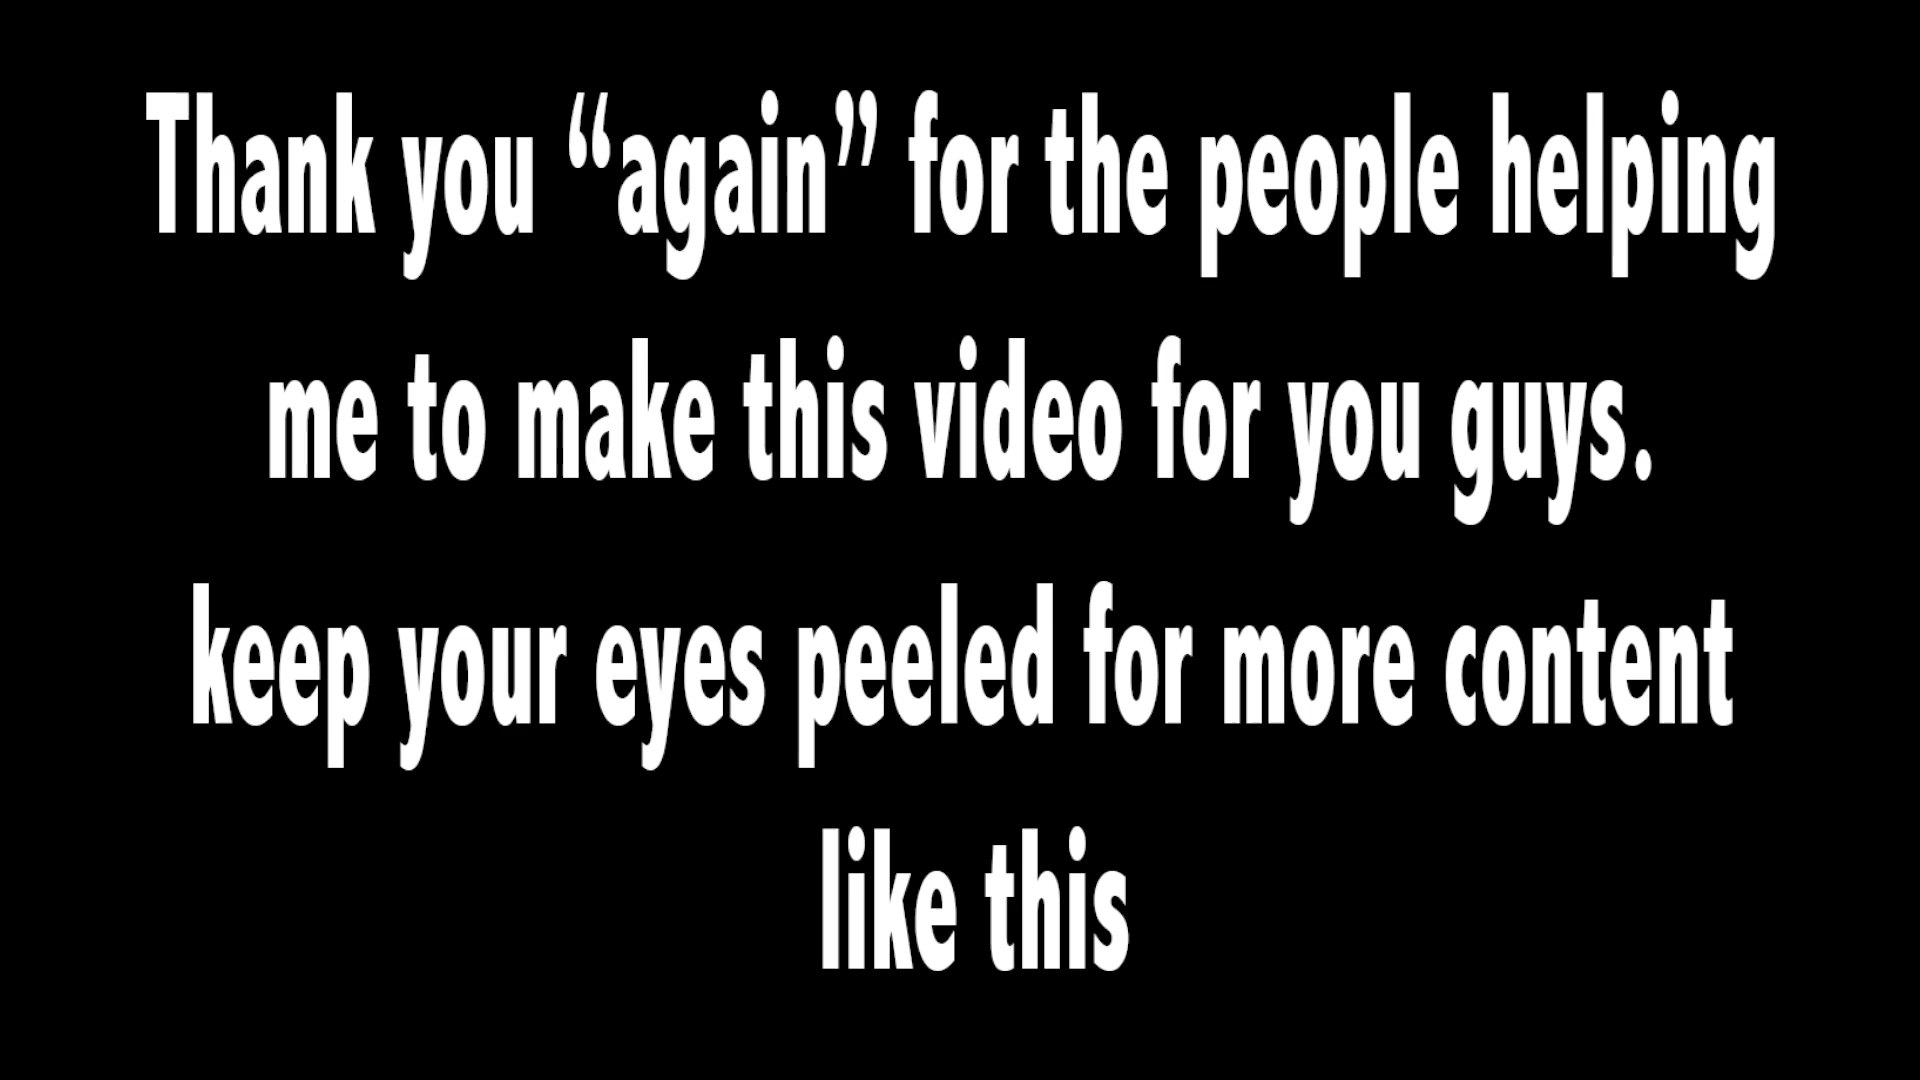 Thank you “again” for the people helping
me to make this video for you guys.
keep your eyes peeled for more content
like this